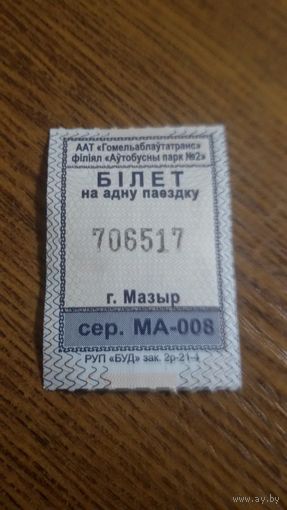 ААТ «Гомельаблаўтатранс»
філіял «Аўтобусны парк №2»
БІЛЕТ
на адну паездку
706517
г. Мазыр
сер. МА-008
РУП «БУД» зак. 2р-21-4
www.ay.by